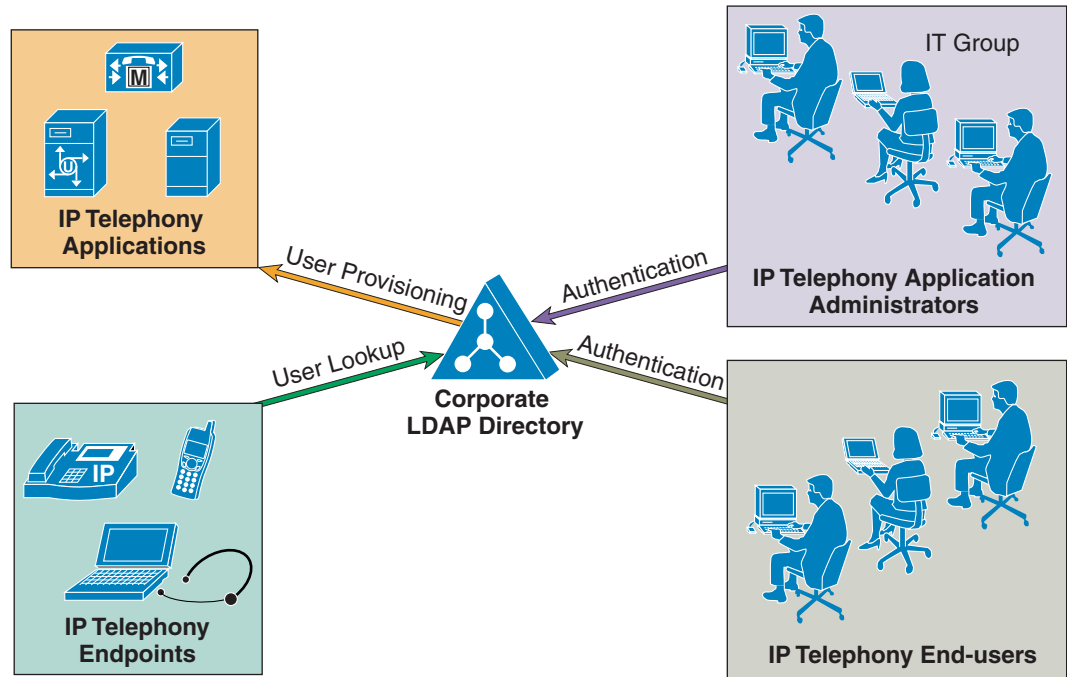 M
U
IP Telephony
Applications
IT Group
IP Telephony Application
Administrators
User Provisioning
Authentication
User Lookup
Authentication
Corporate
LDAP Directory
IP
IP Telephony
Endpoints
IP Telephony End-users